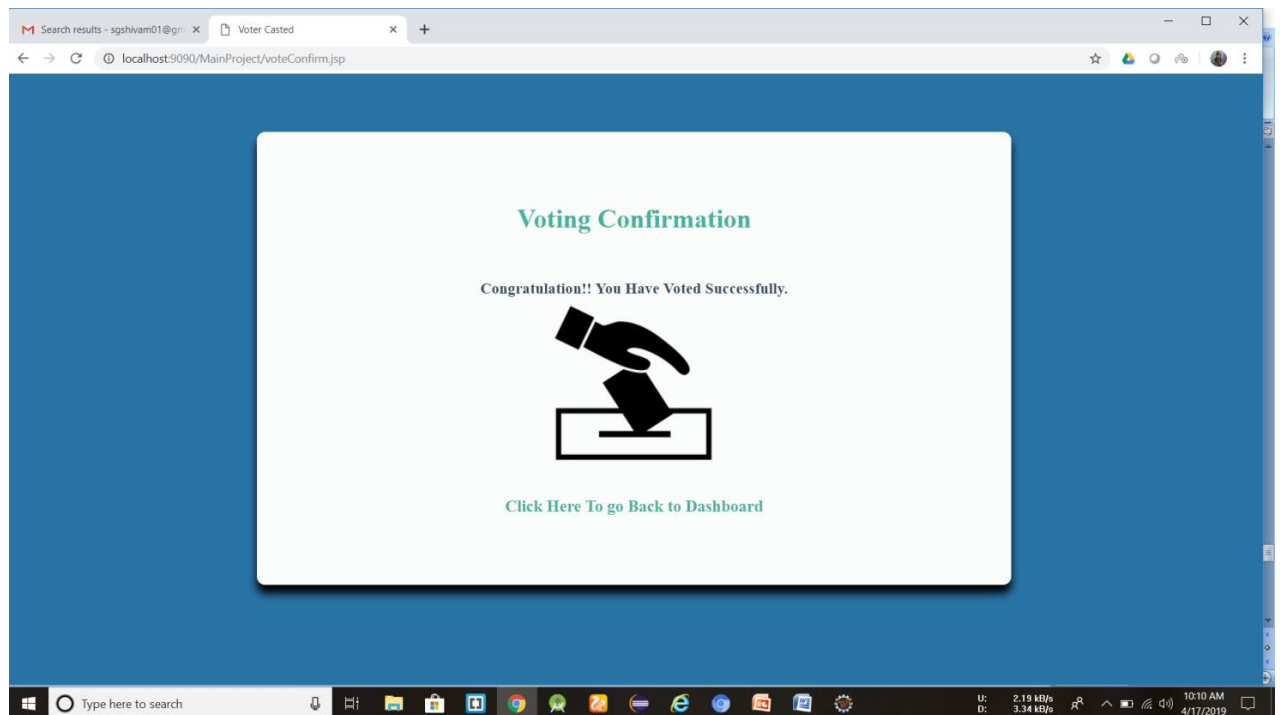 Search results - sgshivam01@gm
Voter Casted
localhost:9090/MainProject/voteConfirm.jsp
Voting Confirmation
Congratulation!! You Have Voted Successfully.
Click Here To go Back to Dashboard
Type here to search
U: 2.19 kB/s
D: 3.34 kB/s
10:10 AM
4/17/2019